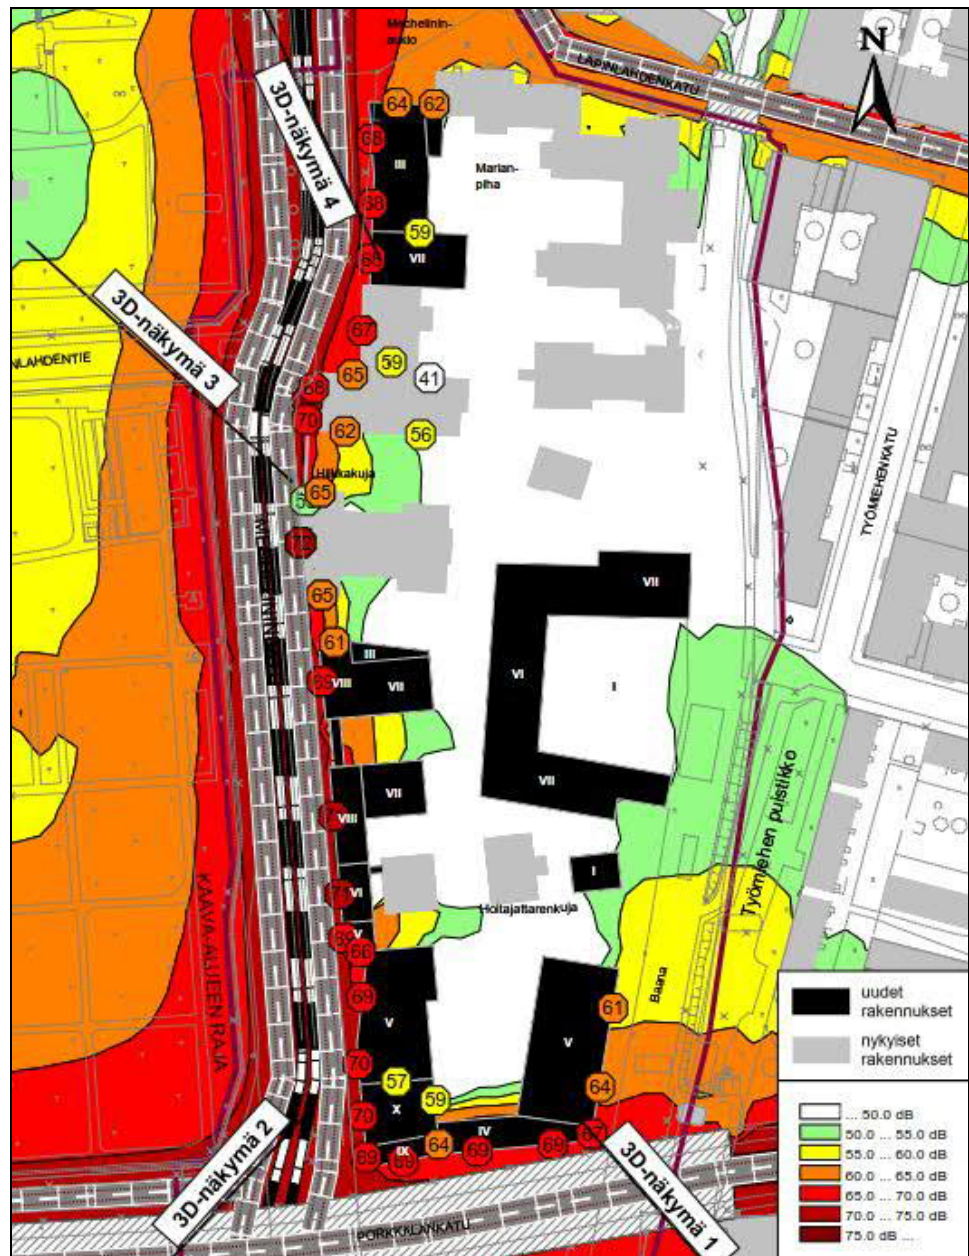 Mechelinin-
aukio
LAPINLAHDENKATU
N
3D-näkymä 4
64
62
68
III
Marian-
piha
68
59
VII
3D-näkymä 3
NLAHDENTIE
67
59
65
41
68
70
62
56
TYÖMIEHENKATU
Hilkkakuja
65
72
VII
65
61
III
VIII
VII
VI
I
VII
VII
VIII
Työmiehen puistikko
VI
I
Hoitajattarenkuja
KAAVA-ALUEEN RAJA
V
66
69
V
Baana
61
V
70
57
59
64
X
70
IV
3D-näkymä 2
69
IX
69
64
69
68
67
3D-näkymä 1
PORKKALANKATU
uudet
rakennukset
nykyiset
rakennukset
... 50.0 dB
50.0 ... 55.0 dB
55.0 ... 60.0 dB
60.0 ... 65.0 dB
65.0 ... 70.0 dB
70.0 ... 75.0 dB
75.0 dB ...